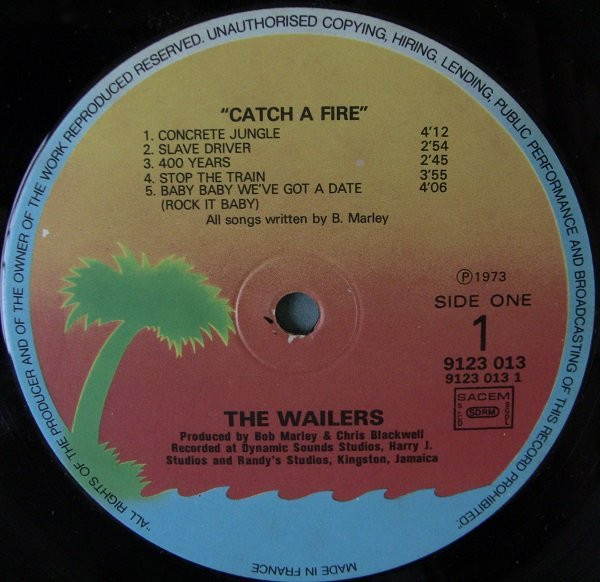 "CATCH A FIRE"
1. CONCRETE JUNGLE 4'12
2. SLAVE DRIVER 2'54
3. 400 YEARS 2'45
4. STOP THE TRAIN 3'55
5. BABY BABY WE'VE GOT A DATE 4'06
(ROCK IT BABY)
All songs written by B. Marley
Ⓟ 1973
SIDE ONE
1
9123 013
9123 013 1
SACEM
SDRM
THE WAILERS
Produced by Bob Marley & Chris Blackwell
Recorded at Dynamic Sounds Studios, Harry J.
Studios and Randy's Studios, Kingston, Jamaica
"ALL RIGHTS OF THE PRODUCER AND OF THE OWNER OF THE WORK REPRODUCED RESERVED. UNAUTHORISED COPYING, HIRING, LENDING, PUBLIC PERFORMANCE AND BROADCASTING OF THIS RECORD PROHIBITED."
MADE IN FRANCE